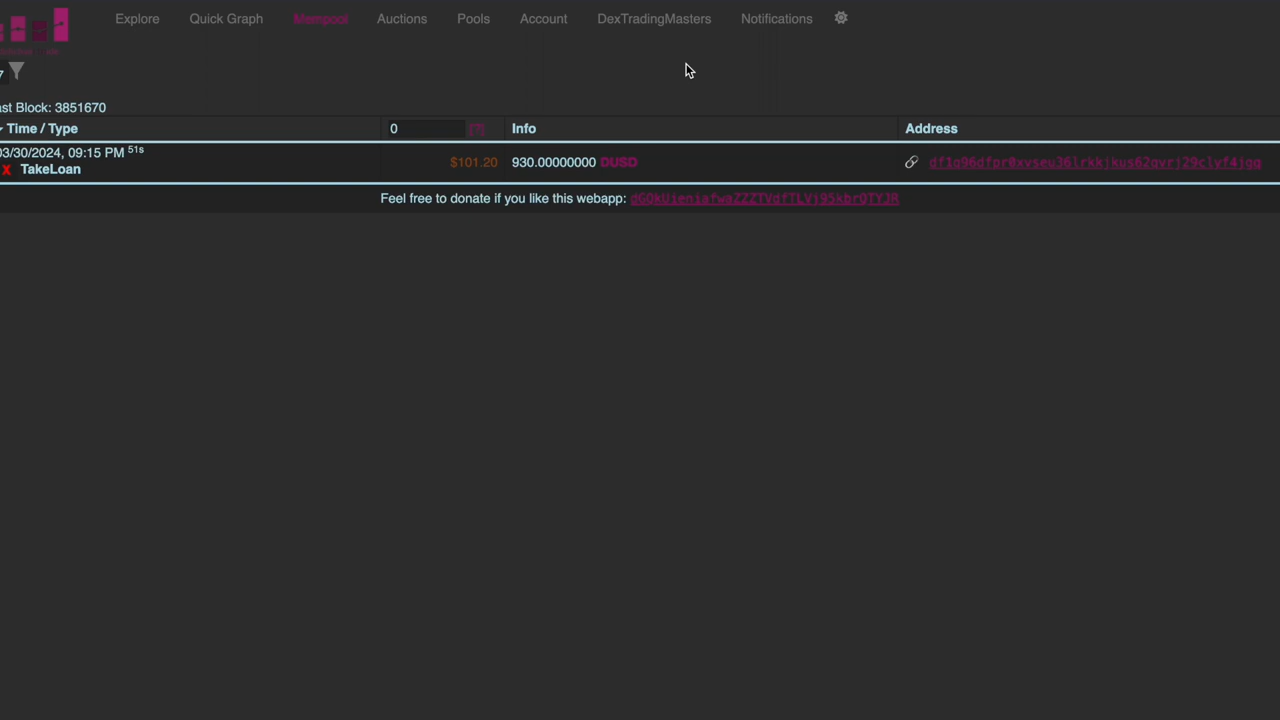 Explore Quick Graph Mempool Auctions Pools Account DexTradingMasters Notifications
ast Block: 3851670
Time / Type 0 [?] Info Address
03/30/2024, 09:15 PM 51s
X TakeLoan $101.20 930.00000000 DUSD
Feel free to donate if you like this webapp: